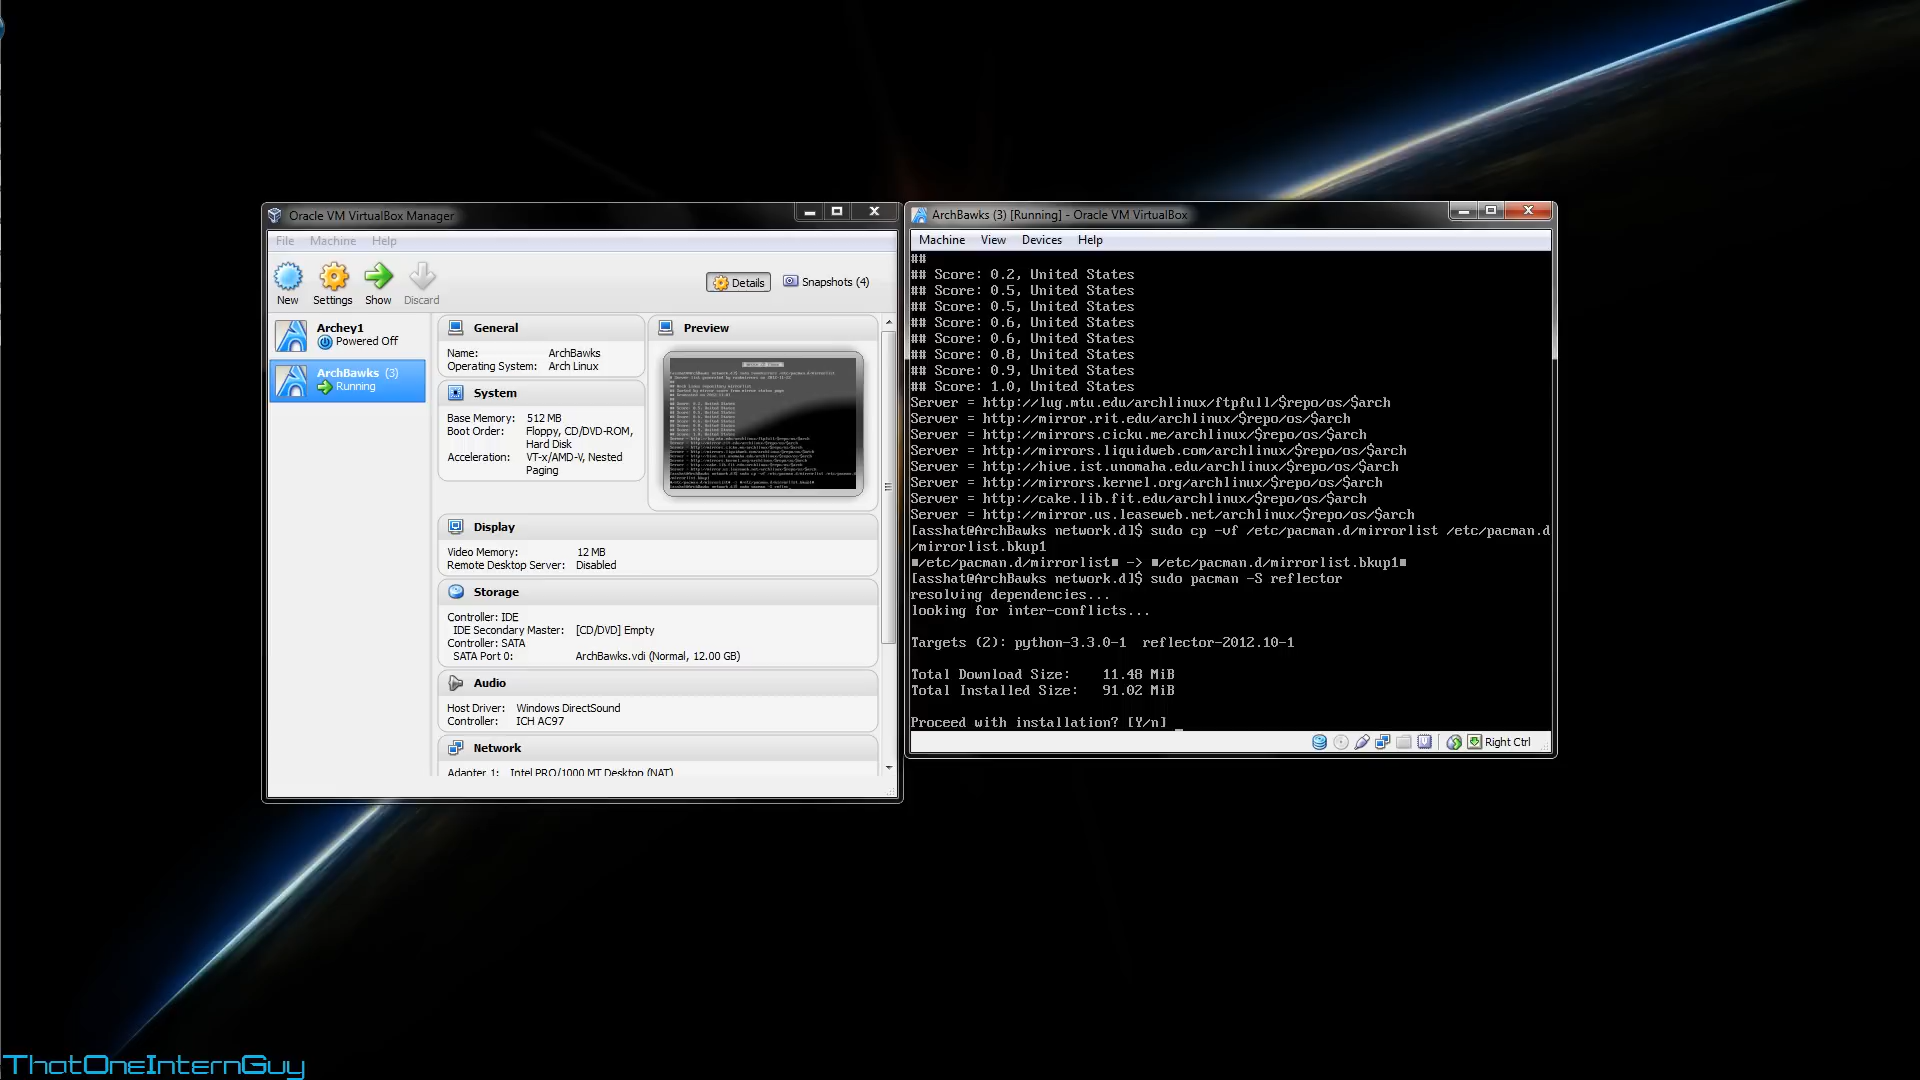 Oracle VM VirtualBox Manager
File Machine Help
New Settings Show Discard
Details
Snapshots (4)
Archey1
Powered Off
ArchBawks (3)
Running
General
Name: ArchBawks
Operating System: Arch Linux
System
Base Memory: 512 MB
Boot Order: Floppy, CD/DVD-ROM,
Hard Disk
Acceleration: VT-x/AMD-V, Nested
Paging
Preview
Display
Video Memory: 12 MB
Remote Desktop Server: Disabled
Storage
Controller: IDE
IDE Secondary Master: [CD/DVD] Empty
Controller: SATA
SATA Port 0: ArchBawks.vdi (Normal, 12.00 GB)
Audio
Host Driver: Windows DirectSound
Controller: ICH AC97
Network
Adapter 1: Intel PRO/1000 MT Desktop (NAT)
ArchBawks (3) [Running] - Oracle VM VirtualBox
Machine View Devices Help
##
## Score: 0.2, United States
## Score: 0.5, United States
## Score: 0.5, United States
## Score: 0.6, United States
## Score: 0.6, United States
## Score: 0.8, United States
## Score: 0.9, United States
## Score: 1.0, United States
Server = http://lug.mtu.edu/archlinux/ftpfull/$repo/os/$arch
Server = http://mirror.rit.edu/archlinux/$repo/os/$arch
Server = http://mirrors.cicku.me/archlinux/$repo/os/$arch
Server = http://mirrors.liquidweb.com/archlinux/$repo/os/$arch
Server = http://hive.ist.unomaha.edu/archlinux/$repo/os/$arch
Server = http://mirrors.kernel.org/archlinux/$repo/os/$arch
Server = http://cake.lib.fit.edu/archlinux/$repo/os/$arch
Server = http://mirror.us.leaseweb.net/archlinux/$repo/os/$arch
[asshat@ArchBawks network.d]$ sudo cp -vf /etc/pacman.d/mirrorlist /etc/pacman.d
/mirrorlist.bkup1
■/etc/pacman.d/mirrorlist■ -> ■/etc/pacman.d/mirrorlist.bkup1■
[asshat@ArchBawks network.d]$ sudo pacman -S reflector
resolving dependencies...
looking for inter-conflicts...
Targets (2): python-3.3.0-1 reflector-2012.10-1
Total Download Size: 11.48 MiB
Total Installed Size: 91.02 MiB
Proceed with installation? [Y/n] _
Right Ctrl
ThatOneInternGuy